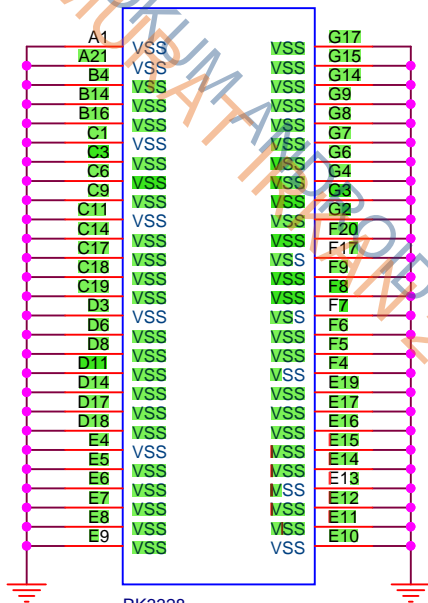 A1 VSS VSS G17
A21 VSS VSS G15
B4 VSS VSS G14
B14 VSS VSS G9
B16 VSS VSS G8
C1 VSS VSS G7
C3 VSS VSS G6
C6 VSS VSS G4
C9 VSS VSS G3
C11 VSS VSS G2
C14 VSS VSS F20
C17 VSS VSS F17
C18 VSS VSS F9
C19 VSS VSS F8
D3 VSS VSS F7
D6 VSS VSS F6
D8 VSS VSS F5
D11 VSS VSS F4
D14 VSS VSS E19
D17 VSS VSS E17
D18 VSS VSS E16
E4 VSS VSS E15
E5 VSS VSS E14
E6 VSS VSS E13
E7 VSS VSS E12
E8 VSS VSS E11
E9 VSS VSS E10